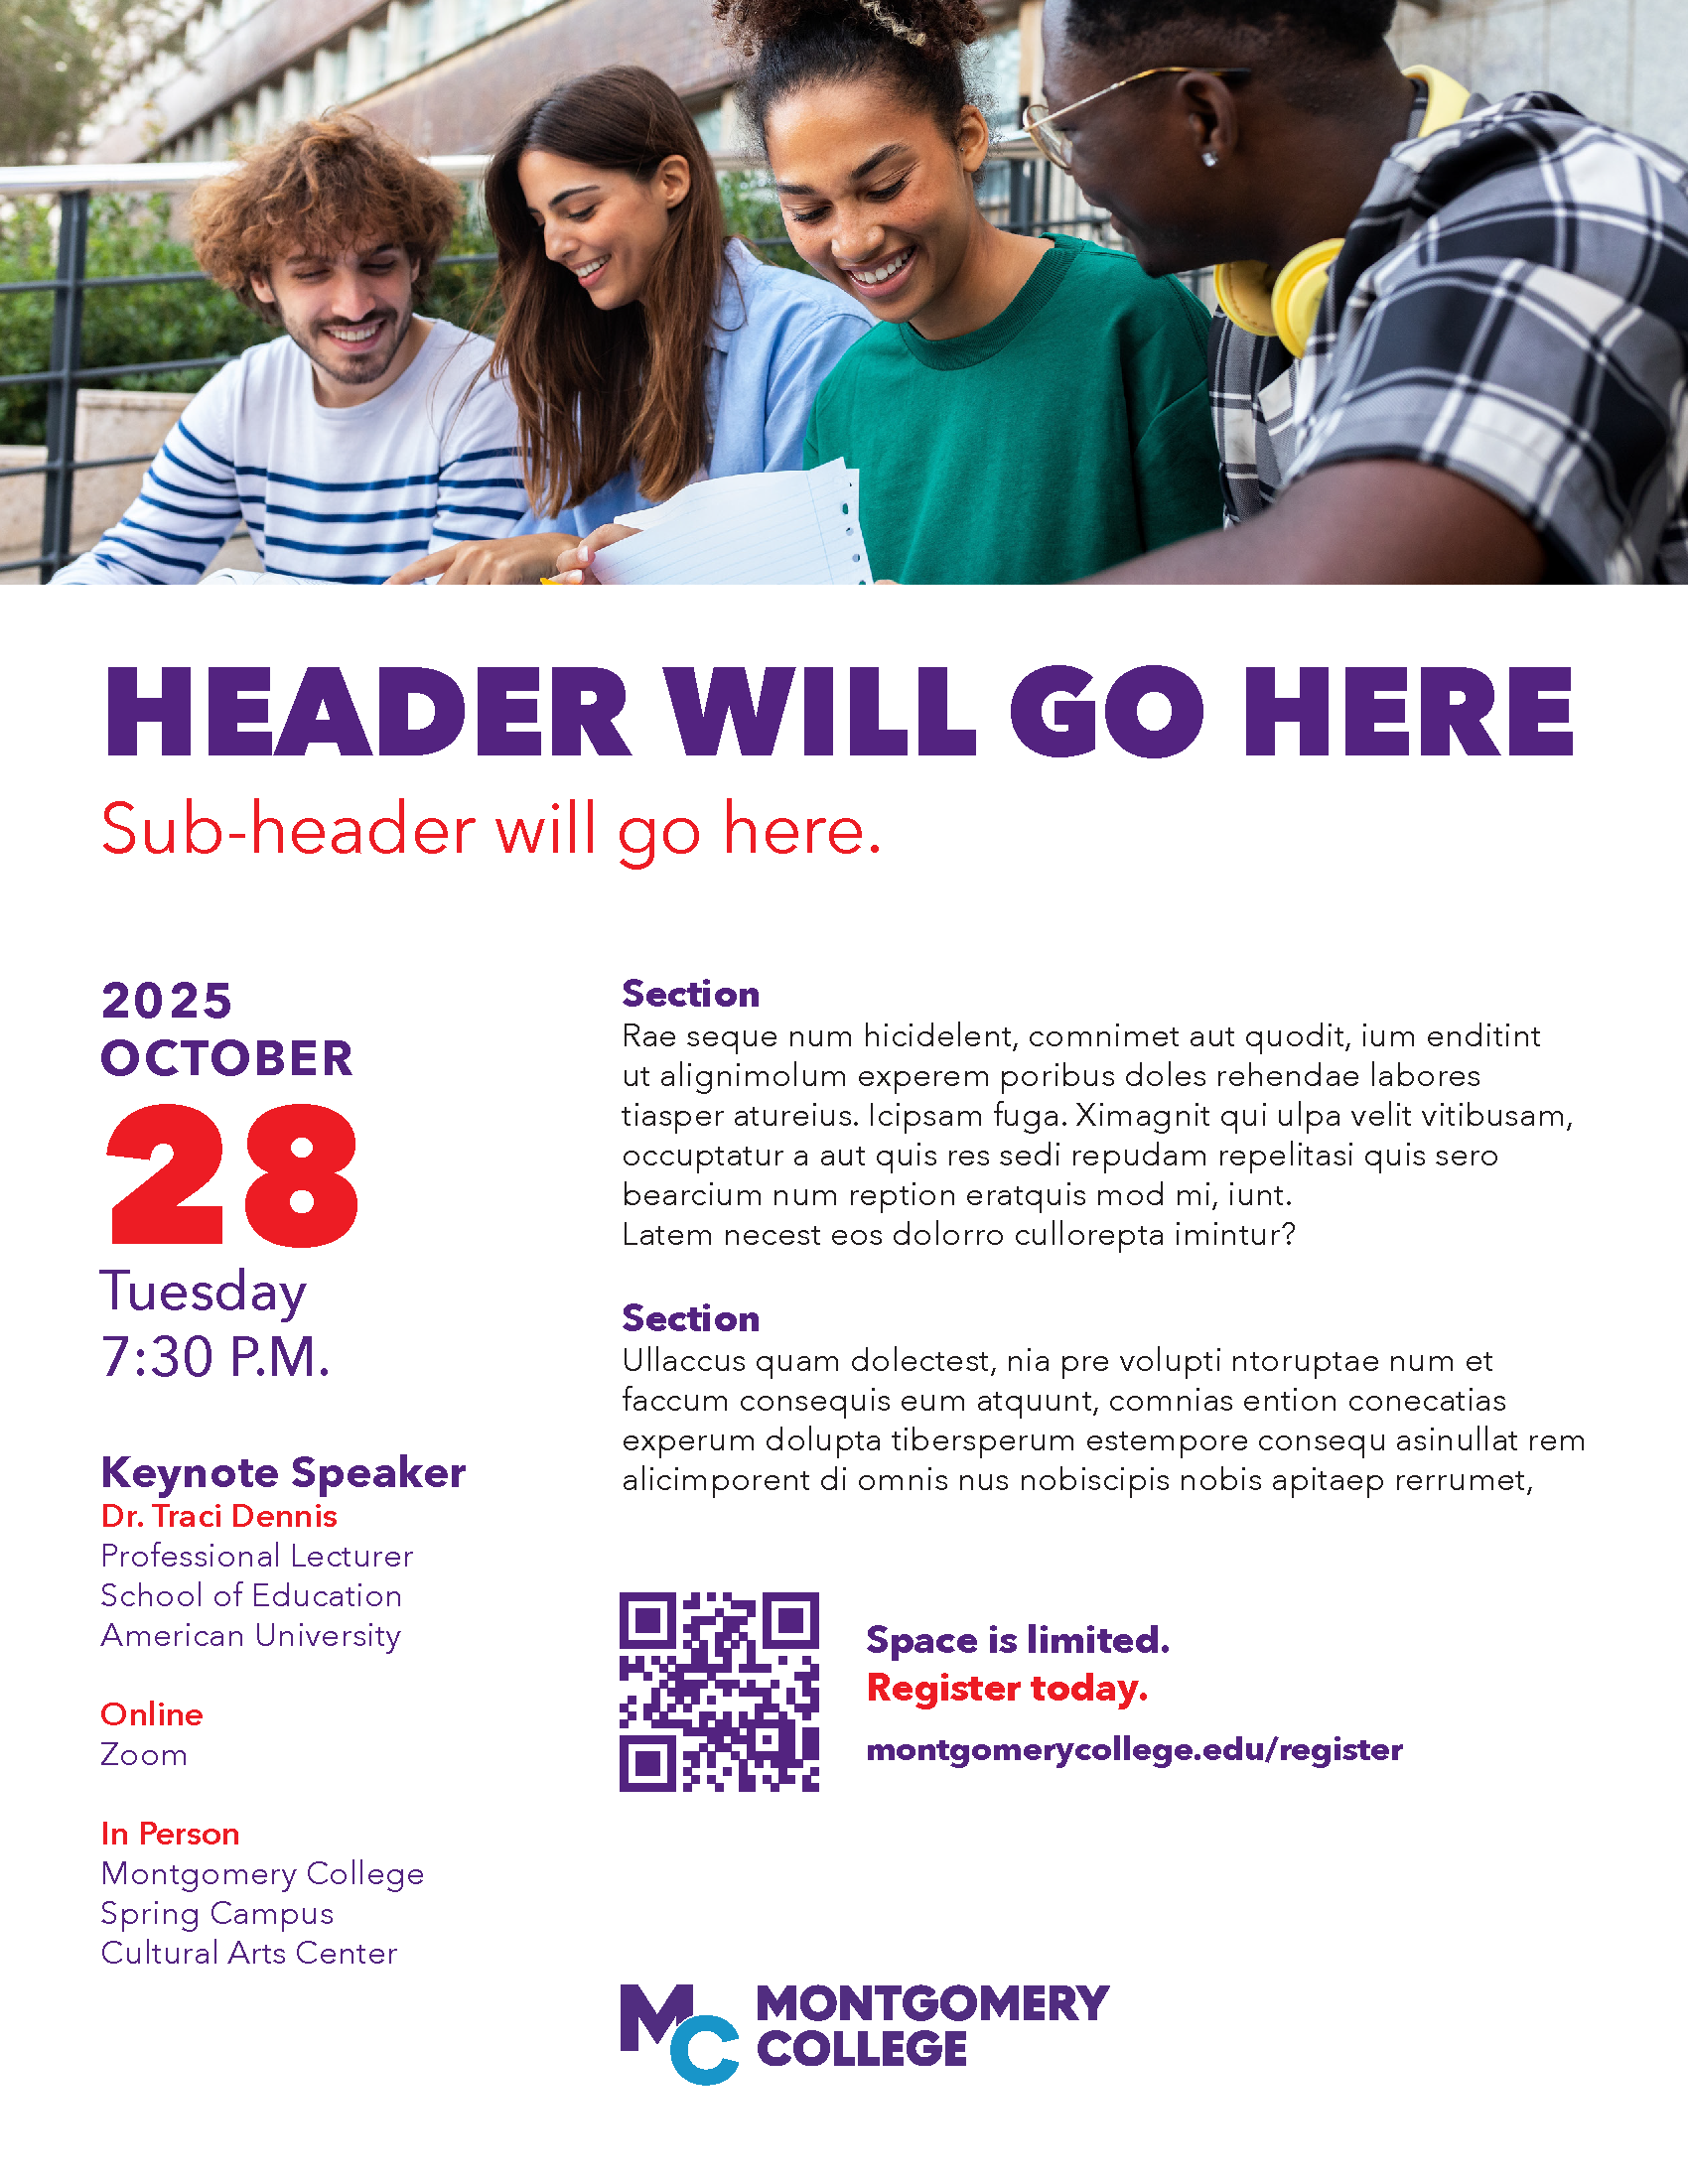 HEADER WILL GO HERE
Sub-header will go here.
2025
OCTOBER
28
Tuesday
7:30 P.M.
Keynote Speaker
Dr. Traci Dennis
Professional Lecturer
School of Education
American University
Online
Zoom
In Person
Montgomery College
Spring Campus
Cultural Arts Center
Section
Rae seque num hicidelent, comnimet aut quodit, ium enditint
ut alignimolum experem poribus doles rehendae labores
tiasper atureius. Icipsam fuga. Ximagnit qui ulpa velit vitibusam,
occuptatur a aut quis res sedi repudam repelitasi quis sero
bearcium num reption eratquis mod mi, iunt.
Latem necest eos dolorro cullorepta imintur?
Section
Ullaccus quam dolectest, nia pre volupti ntoruptae num et
faccum consequis eum atquunt, comnias ention conecatias
experum dolupta tibersperum estempore consequ asinullat rem
alicimporent di omnis nus nobiscipis nobis apitaep rerrumet,
Space is limited.
Register today.
montgomerycollege.edu/register
MC
MONTGOMERY
COLLEGE